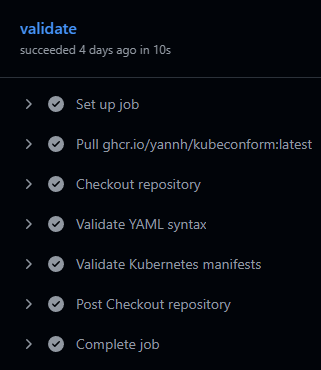 validate
succeeded 4 days ago in 10s
Set up job
Pull ghcr.io/yannh/kubeconform:latest
Checkout repository
Validate YAML syntax
Validate Kubernetes manifests
Post Checkout repository
Complete job